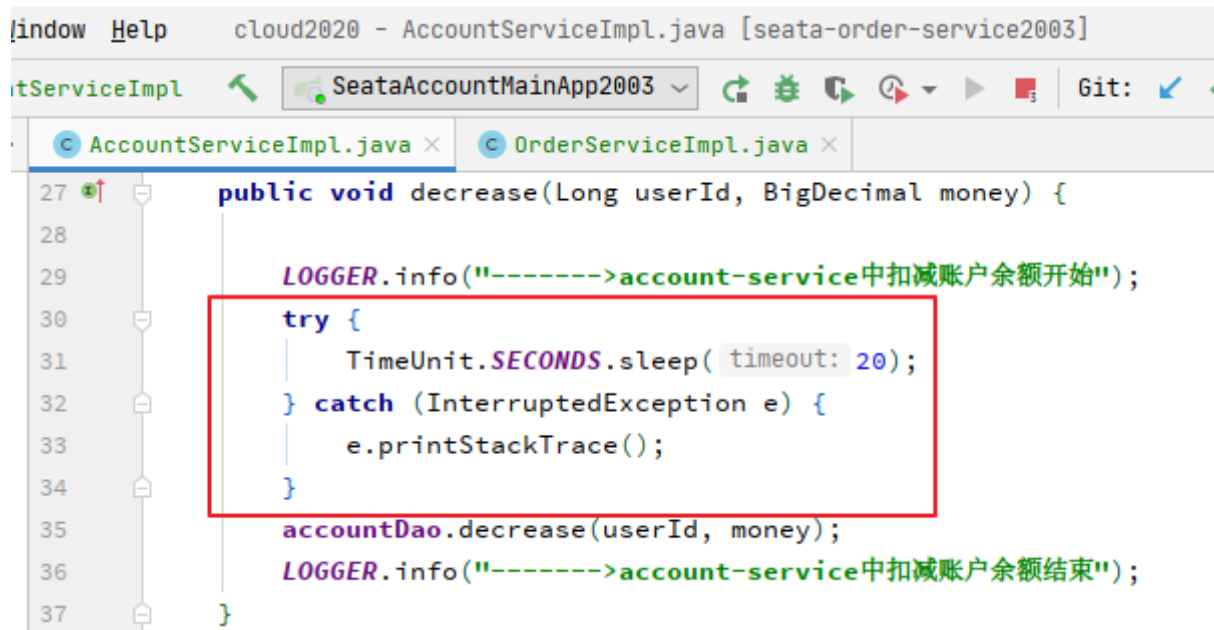 indow Help cloud2020 - AccountServiceImpl.java [seata-order-service2003]
tServiceImpl SeataAccountMainApp2003 Git:
AccountServiceImpl.java OrderServiceImpl.java
27 public void decrease(Long userId, BigDecimal money) {
28
29 LOGGER.info("------->account-service中扣减账户余额开始");
30 try {
31 TimeUnit.SECONDS.sleep( timeout: 20);
32 } catch (InterruptedException e) {
33 e.printStackTrace();
34 }
35 accountDao.decrease(userId, money);
36 LOGGER.info("------->account-service中扣减账户余额结束");
37 }